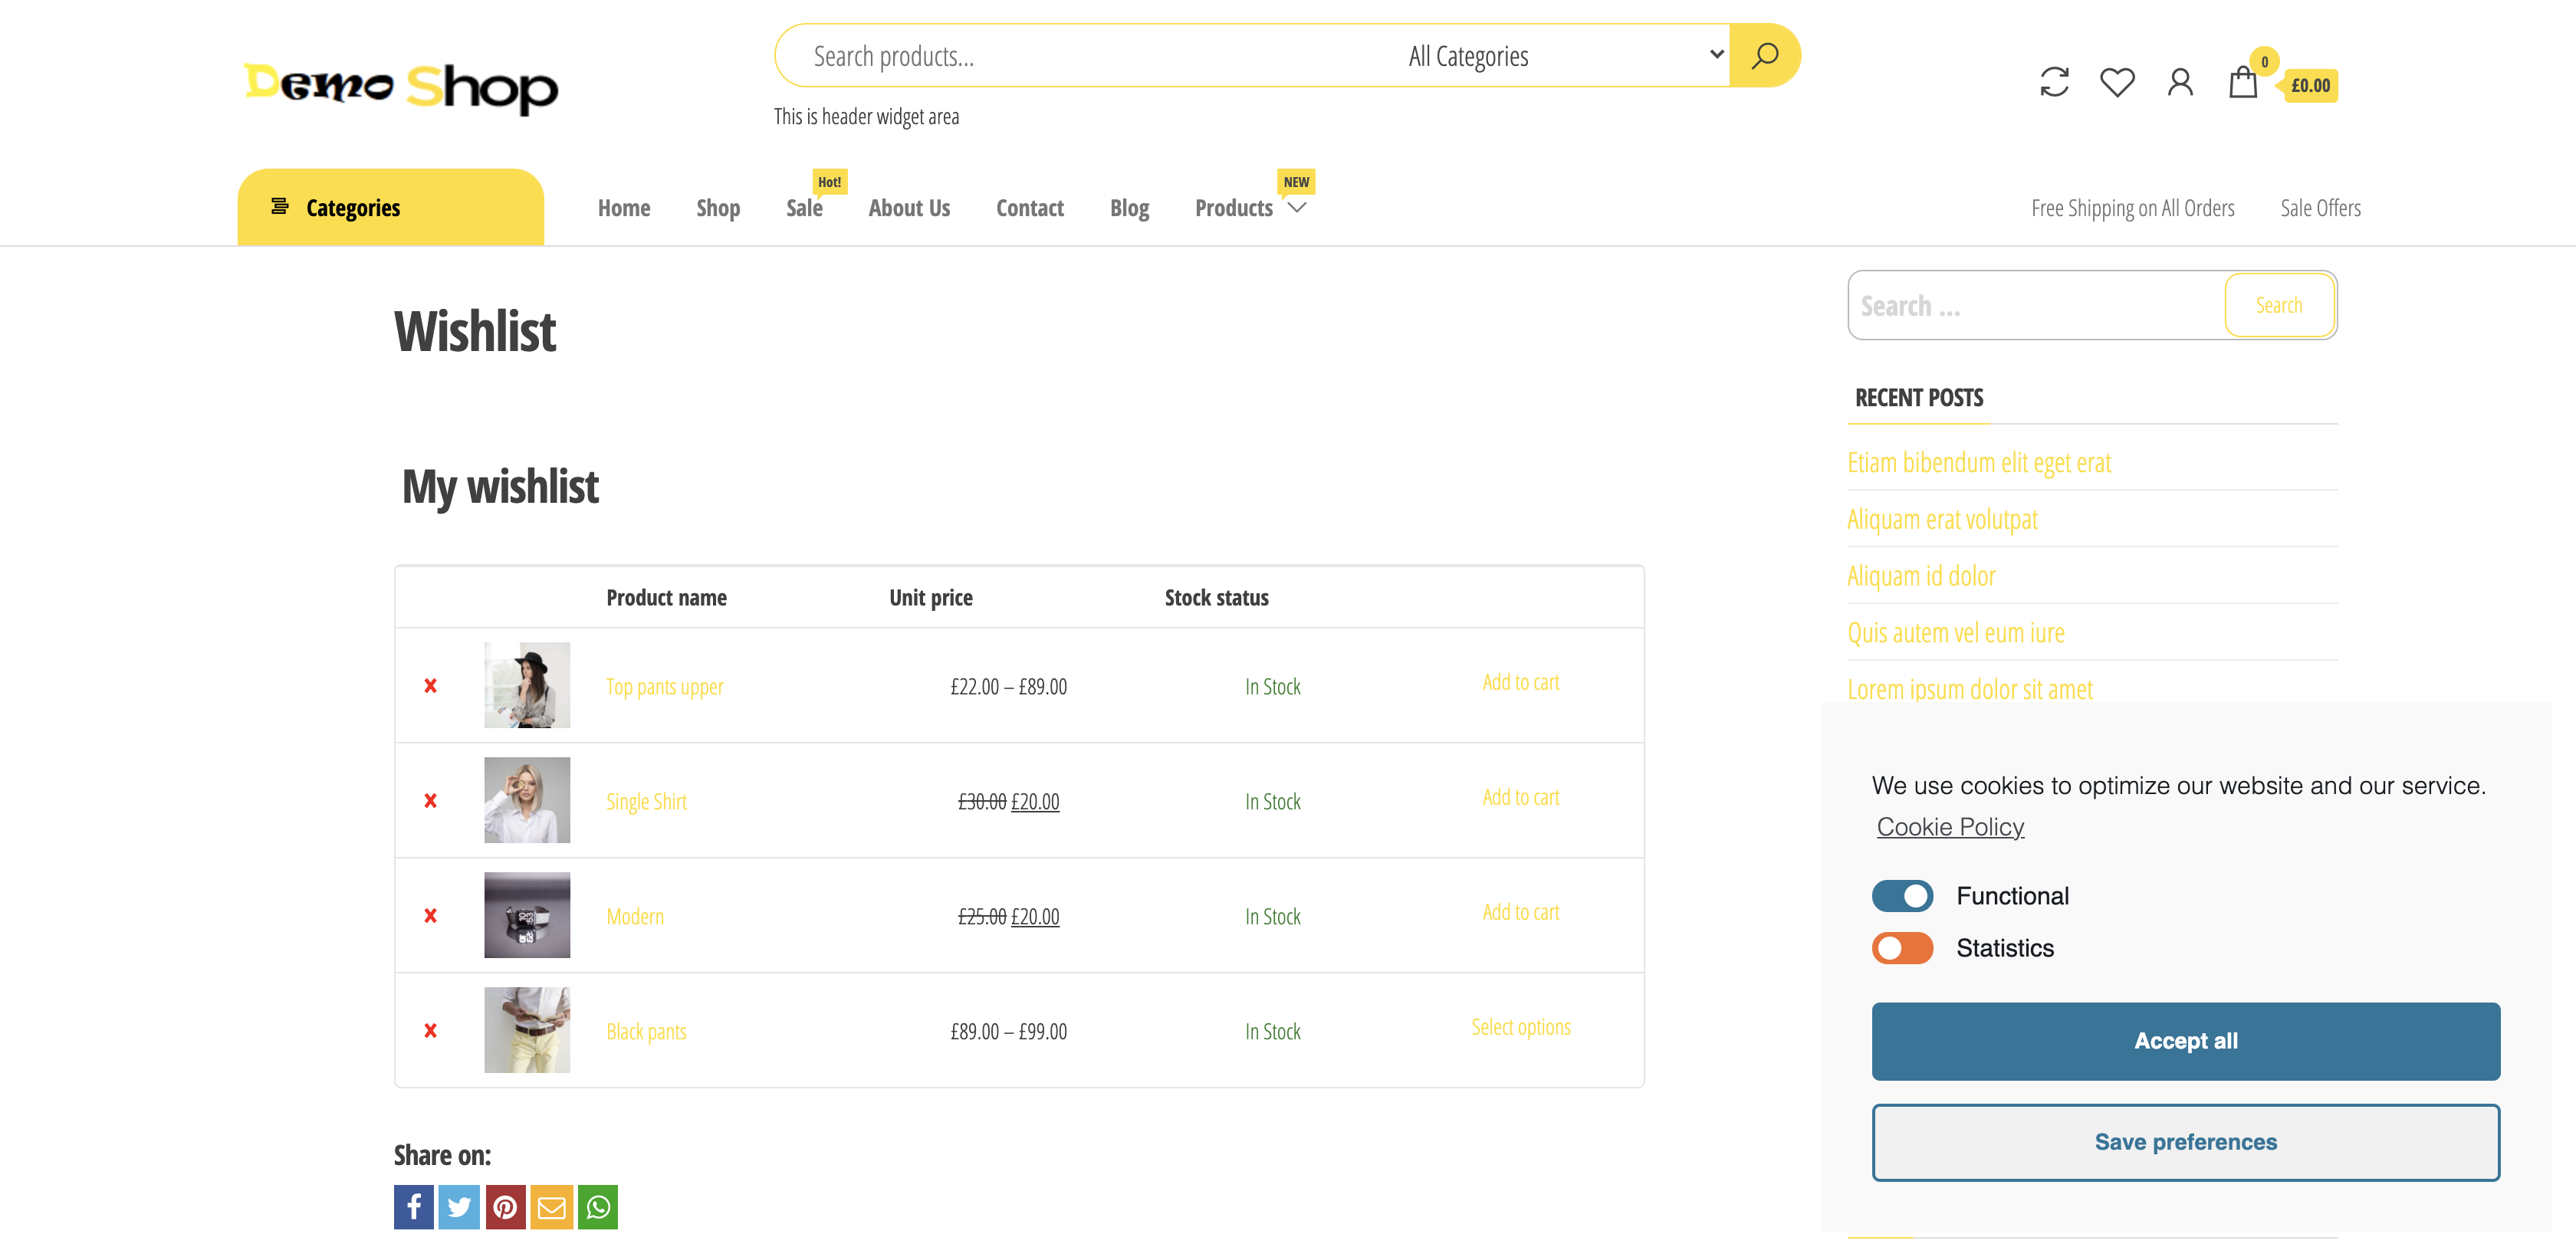 Demo Shop
Search products...
All Categories
0
£0.00
This is header widget area
Categories
Home
Shop
Sale
Hot!
About Us
Contact
Blog
Products
NEW
Free Shipping on All Orders
Sale Offers
Wishlist
My wishlist
Product name Unit price Stock status
Top pants upper £22.00 – £89.00 In Stock Add to cart
Single Shirt £30.00 £20.00 In Stock Add to cart
Modern £25.00 £20.00 In Stock Add to cart
Black pants £89.00 – £99.00 In Stock Select options
Share on:
Search ...
Search
RECENT POSTS
Etiam bibendum elit eget erat
Aliquam erat volutpat
Aliquam id dolor
Quis autem vel eum iure
Lorem ipsum dolor sit amet
We use cookies to optimize our website and our service.
Cookie Policy
Functional
Statistics
Accept all
Save preferences